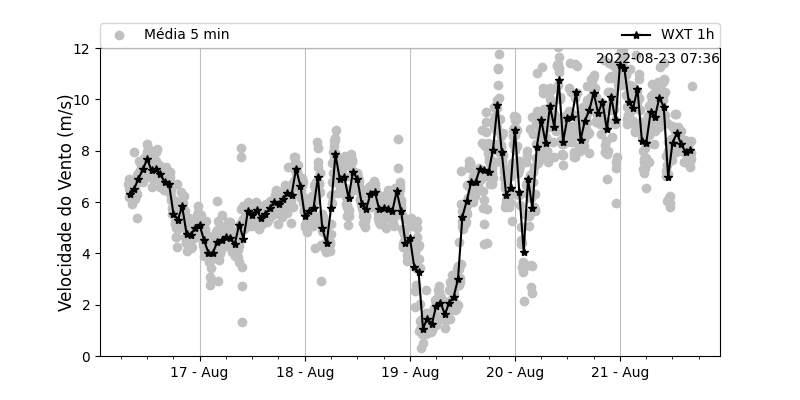 Média 5 min
WXT 1h
2022-08-23 07:36
Velocidade do Vento (m/s)
12
10
8
6
4
2
0
17 - Aug
18 - Aug
19 - Aug
20 - Aug
21 - Aug